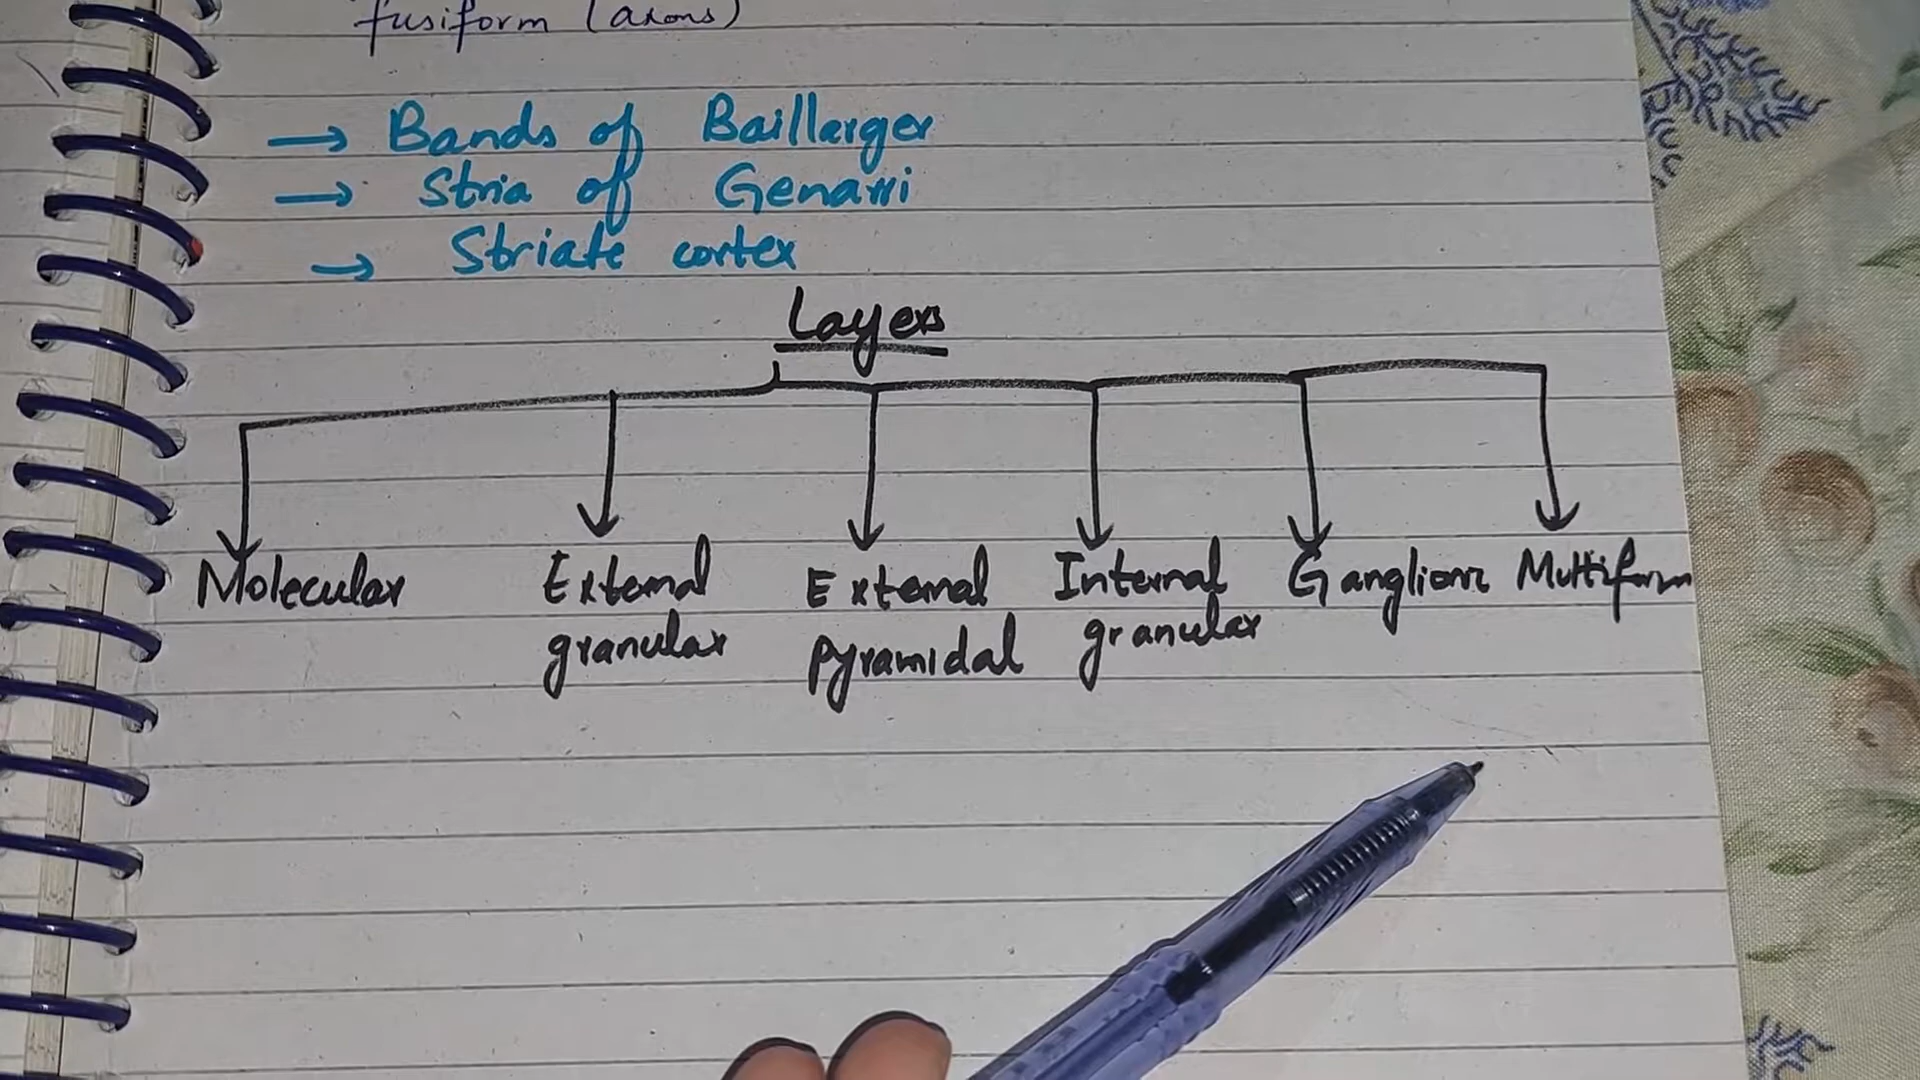 fusiform (axons)
→ Bands of Baillarger
→ Stria of Genarri
→ Striate cortex
Layers
Molecular
External granular
External pyramidal
Internal granular
Ganglionic
Multiform